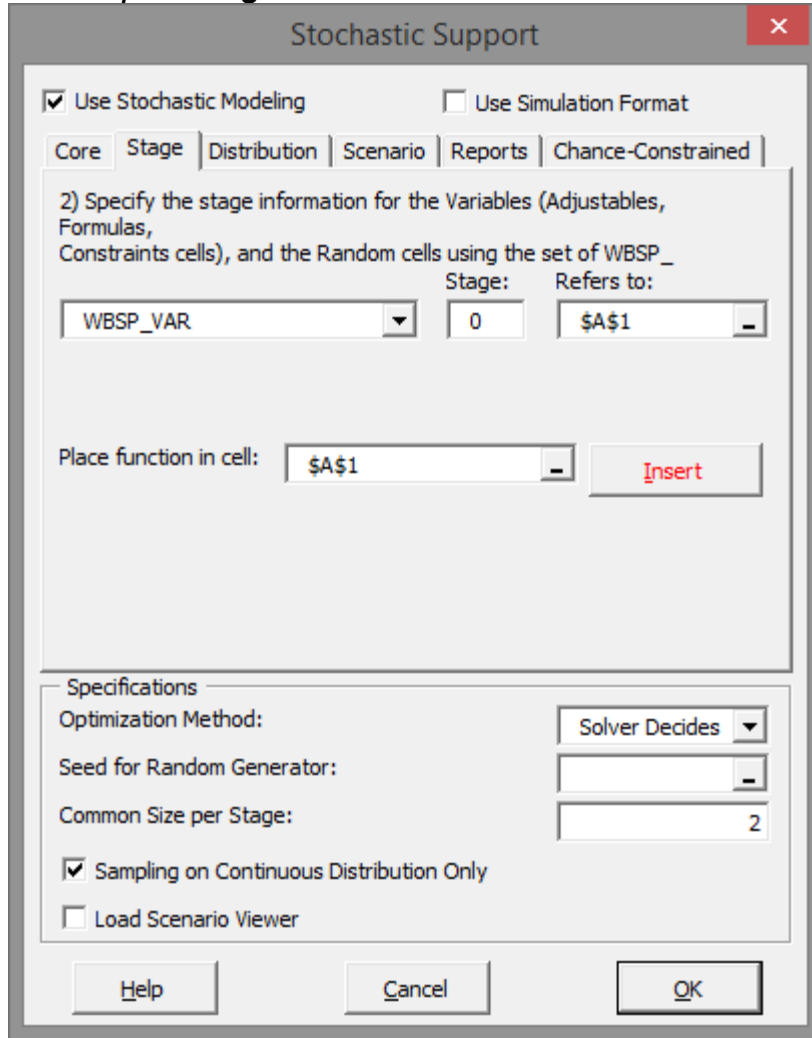 Stochastic Support
Use Stochastic Modeling Use Simulation Format
Core Stage Distribution Scenario Reports Chance-Constrained
2) Specify the stage information for the Variables (Adjustables,
Formulas,
Constraints cells), and the Random cells using the set of WBSP_
Stage: Refers to:
WBSP_VAR 0 $A$1
Place function in cell: $A$1 Insert
Specifications
Optimization Method: Solver Decides
Seed for Random Generator:
Common Size per Stage: 2
Sampling on Continuous Distribution Only
Load Scenario Viewer
Help Cancel OK